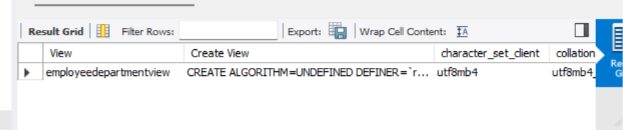 Result Grid Filter Rows: Export: Wrap Cell Content: IA
View Create View character_set_client collation
employeedepartmentview CREATE ALGORITHM=UNDEFINED DEFINER=`r... utf8mb4 utf8mb4_